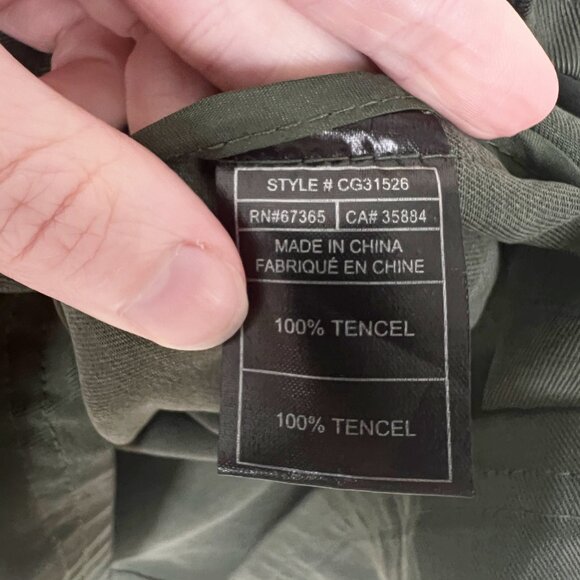 STYLE # CG31526
RN#67365 CA# 35884
MADE IN CHINA
FABRIQUÉ EN CHINE
100% TENCEL
100% TENCEL